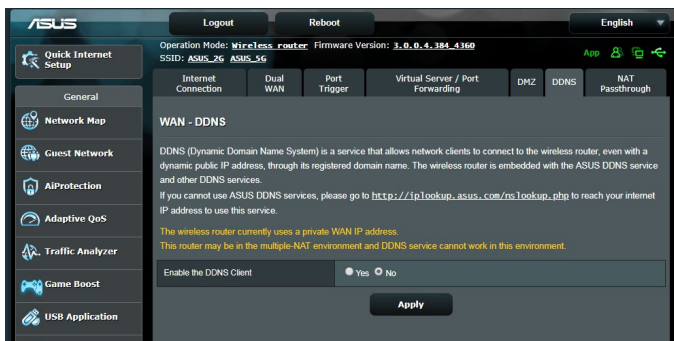 ASUS
Logout
Reboot
English
Operation Mode: Wireless router Firmware Version: 3.0.0.4.384_4360
SSID: ASUS_2G ASUS_5G
App
Quick Internet
Setup
General
Network Map
Guest Network
AiProtection
Adaptive QoS
Traffic Analyzer
Game Boost
USB Application
Internet
Connection
Dual
WAN
Port
Trigger
Virtual Server / Port
Forwarding
DMZ
DDNS
NAT
Passthrough
WAN - DDNS
DDNS (Dynamic Domain Name System) is a service that allows network clients to connect to the wireless router, even with a
dynamic public IP address, through its registered domain name. The wireless router is embedded with the ASUS DDNS service
and other DDNS services.
If you cannot use ASUS DDNS services, please go to http://iplookup.asus.com/nslookup.php to reach your internet
IP address to use this service.
The wireless router currently uses a private WAN IP
address.
This router may be in the multiple-NAT environment and DDNS service cannot work in this environment.
Enable the DDNS Client
Yes No
Apply